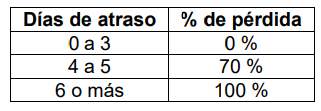 Días de atraso % de pérdida
0 a 3 0 %
4 a 5 70 %
6 o más 100 %